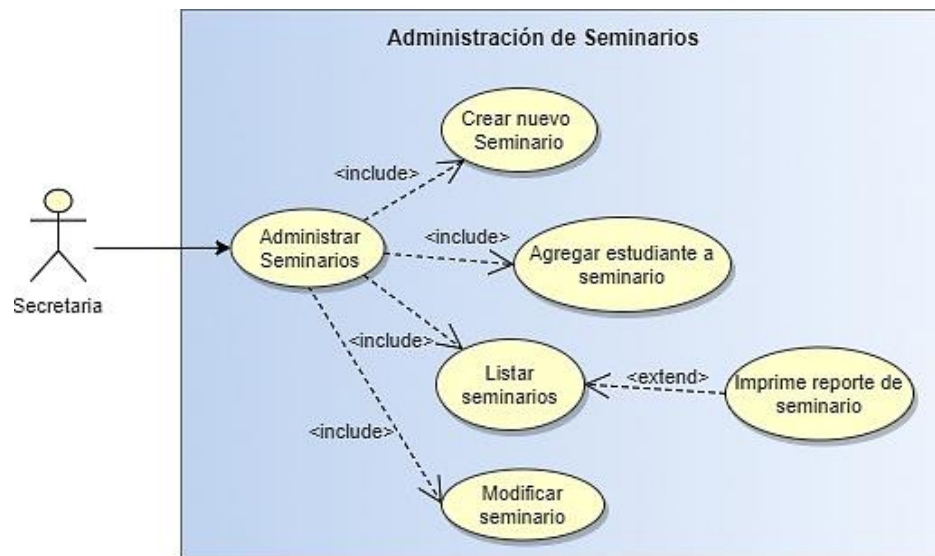 Administración de Seminarios
Crear nuevo
Seminario
<include>
Administrar
Seminarios
<include>
Agregar estudiante a
seminario
Secretaria
<include>
Listar
seminarios
<extend>
Imprime reporte de
seminario
<include>
Modificar
seminario